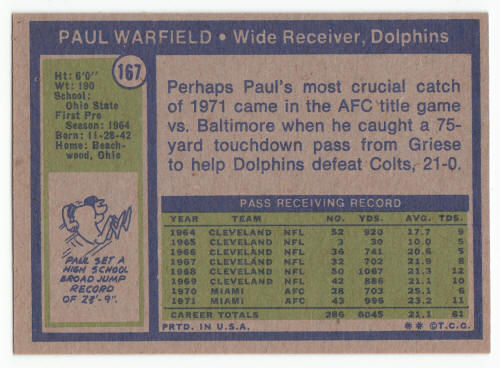 PAUL WARFIELD • Wide Receiver, Dolphins
167
Ht: 6'0"
Wt: 190
School:
Ohio State
First Pro
Season: 1964
Born: 11-28-42
Home: Beach-
wood, Ohio
Perhaps Paul's most crucial catch
of 1971 came in the AFC title game
vs. Baltimore when he caught a 75-
yard touchdown pass from Griese
to help Dolphins defeat Colts, 21-0.
PAUL SET A
HIGH SCHOOL
BROAD JUMP
RECORD
OF 23'-9".
PASS RECEIVING RECORD
YEAR TEAM NO. YDS. AVG. TDS.
1964 CLEVELAND NFL 52 920 17.7 9
1965 CLEVELAND NFL 3 30 10.0 5
1966 CLEVELAND NFL 36 741 20.6 5
1967 CLEVELAND NFL 32 702 21.9 8
1968 CLEVELAND NFL 50 1067 21.3 12
1969 CLEVELAND NFL 42 886 21.1 10
1970 MIAMI AFC 28 703 25.1 6
1971 MIAMI AFC 43 996 23.2 11
CAREER TOTALS 286 6045 21.1 61
PRTD. IN U.S.A. ** © T.C.G.